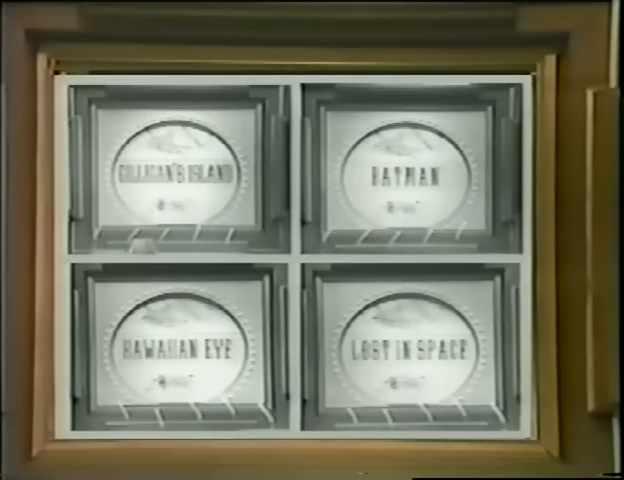 GILLIGAN'S ISLAND
BATMAN
HAWAIIAN EYE
LOST IN SPACE